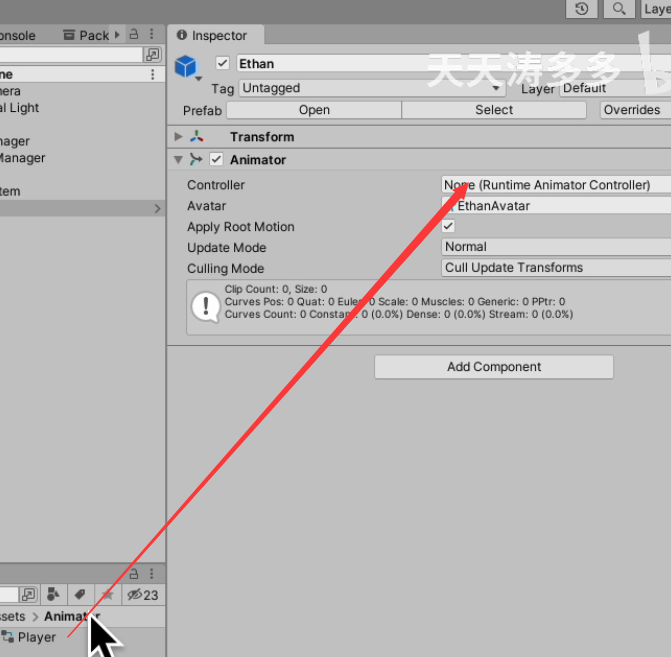 Laye
onsole
Pack
Inspector
ne
Ethan
天天涛多多 b
era
Tag Untagged
Layer Default
al Light
Prefab Open Select Overrides
Transform
nager
Manager
Animator
Controller None (Runtime Animator Controller)
tem
Avatar EthanAvatar
Apply Root Motion
Update Mode Normal
Culling Mode Cull Update Transforms
Clip Count: 0, Size: 0
Curves Pos: 0 Quat: 0 Euler: 0 Scale: 0 Muscles: 0 Generic: 0 PPtr: 0
Curves Count: 0 Constant: 0 (0.0%) Dense: 0 (0.0%) Stream: 0 (0.0%)
Add Component
23
ssets > Animator
Player